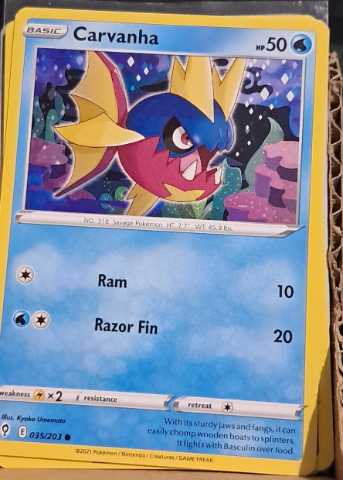 BASIC
Carvanha
HP 50
NO. 318 Savage Pokémon HT: 2'7" WT: 45.9 lbs.
Ram 10
Razor Fin 20
weakness ×2 resistance retreat
Illus. Kyoko Umemoto
With its sturdy jaws and fangs, it can
easily chomp wooden boats to splinters.
It fights with Basculin over food.
E 035/203
©2021 Pokémon / Nintendo / Creatures / GAME FREAK